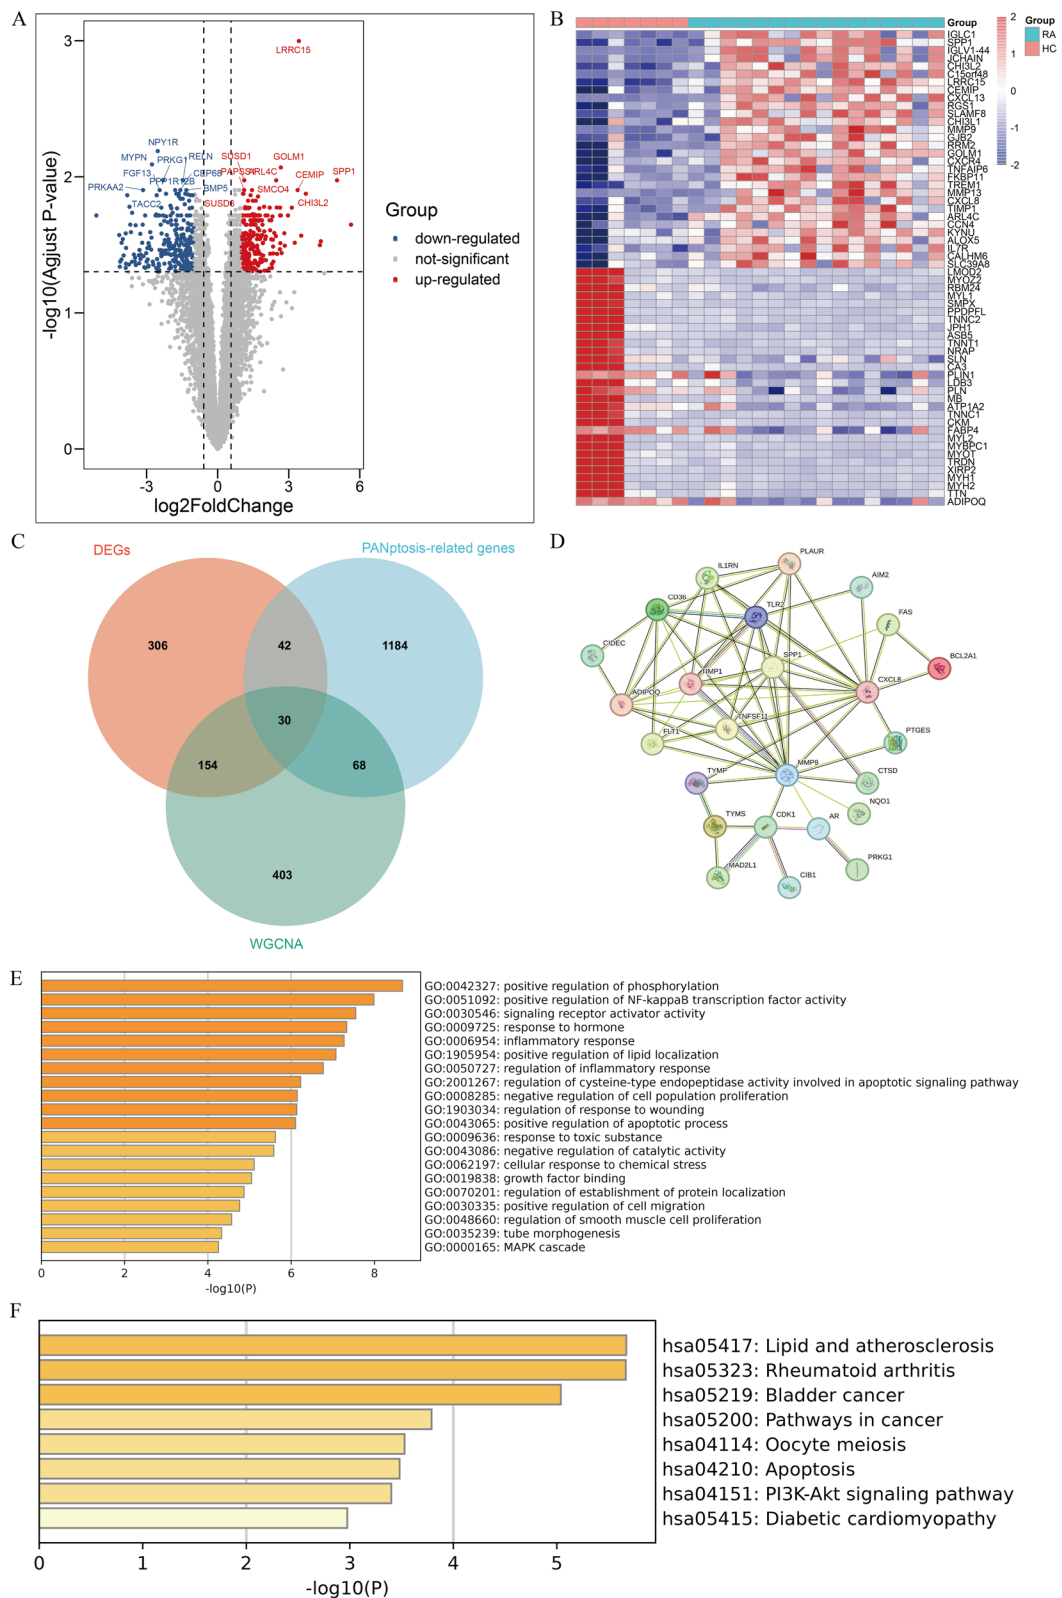 A
3
2
1
0
-log10(Agjust P-value)
LRRC15
NPY1R
MYPN
PRKG1
RELN
SUSD1
GOLM1
FGF13
CEP68
PAPSS1
ARL4C
CEMIP
SPP1
PRKAA2
PPP1R12B
BMP5
SMCO4
CHI3L2
TACC2
SUSD3
-3
0
3
6
log2FoldChange
Group
down-regulated
not-significant
up-regulated
B
Group
2
1
0
-1
-2
Group
RA
HC
IGLC1
SPP1
IGLV1-44
JCHAIN
CHI3L2
C15orf48
LRRC15
CEMIP
CXCL13
RGS1
SLAMF8
CHI3L1
MMP9
GJB2
RRM2
GOLM1
CXCR4
TNFAIP6
FKBP11
TREM1
MMP13
CXCL8
TIMP1
ARL4C
CCN4
KYNU
ALOX5
IL7R
CALHM6
SLC39A8
LMOD2
MYOZ2
RBM24
MYL1
SMPX
PPDPFL
TNNC2
JPH1
ASB5
TNNT1
NRAP
SLN
CA3
PLIN1
LDB3
PLN
MB
ATP1A2
TNNC1
CKM
FABP4
MYL2
MYBPC1
MYOT
TRDN
XIRP2
MYH1
MYH2
TTN
ADIPOQ
C
DEGs
PANptosis-related genes
306
42
1184
30
154
68
403
WGCNA
D
PLAUR
IL1RN
AIM2
CD36
TLR2
FAS
CIDEC
SPP1
BCL2A1
TIMP1
CXCL8
ADIPOQ
TNFSF11
FLT1
PTGES
MMP9
TYMP
CTSD
NQO1
TYMS
CDK1
AR
MAD2L1
PRKG1
CIB1
E
GO:0042327: positive regulation of phosphorylation
GO:0051092: positive regulation of NF-kappaB transcription factor activity
GO:0030546: signaling receptor activator activity
GO:0009725: response to hormone
GO:0006954: inflammatory response
GO:1905954: positive regulation of lipid localization
GO:0050727: regulation of inflammatory response
GO:2001267: regulation of cysteine-type endopeptidase activity involved in apoptotic signaling pathway
GO:0008285: negative regulation of cell population proliferation
GO:1903034: regulation of response to wounding
GO:0043065: positive regulation of apoptotic process
GO:0009636: response to toxic substance
GO:0043086: negative regulation of catalytic activity
GO:0062197: cellular response to chemical stress
GO:0019838: growth factor binding
GO:0070201: regulation of establishment of protein localization
GO:0030335: positive regulation of cell migration
GO:0048660: regulation of smooth muscle cell proliferation
GO:0035239: tube morphogenesis
GO:0000165: MAPK cascade
0 2 4 6 8
-log10(P)
F
hsa05417: Lipid and atherosclerosis
hsa05323: Rheumatoid arthritis
hsa05219: Bladder cancer
hsa05200: Pathways in cancer
hsa04114: Oocyte meiosis
hsa04210: Apoptosis
hsa04151: PI3K-Akt signaling pathway
hsa05415: Diabetic cardiomyopathy
0 1 2 3 4 5
-log10(P)